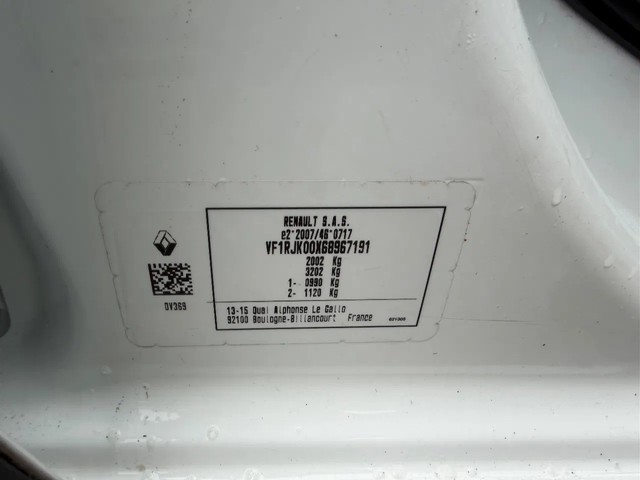 RENAULT S.A.S.
e2*2007/46*0717
VF1RJK00X68967191
2002 Kg
3202 Kg
1- 0990 Kg
2- 1120 Kg
0V369
13-15 Quai Alphonse Le Gallo
92100 Boulogne-Billancourt France